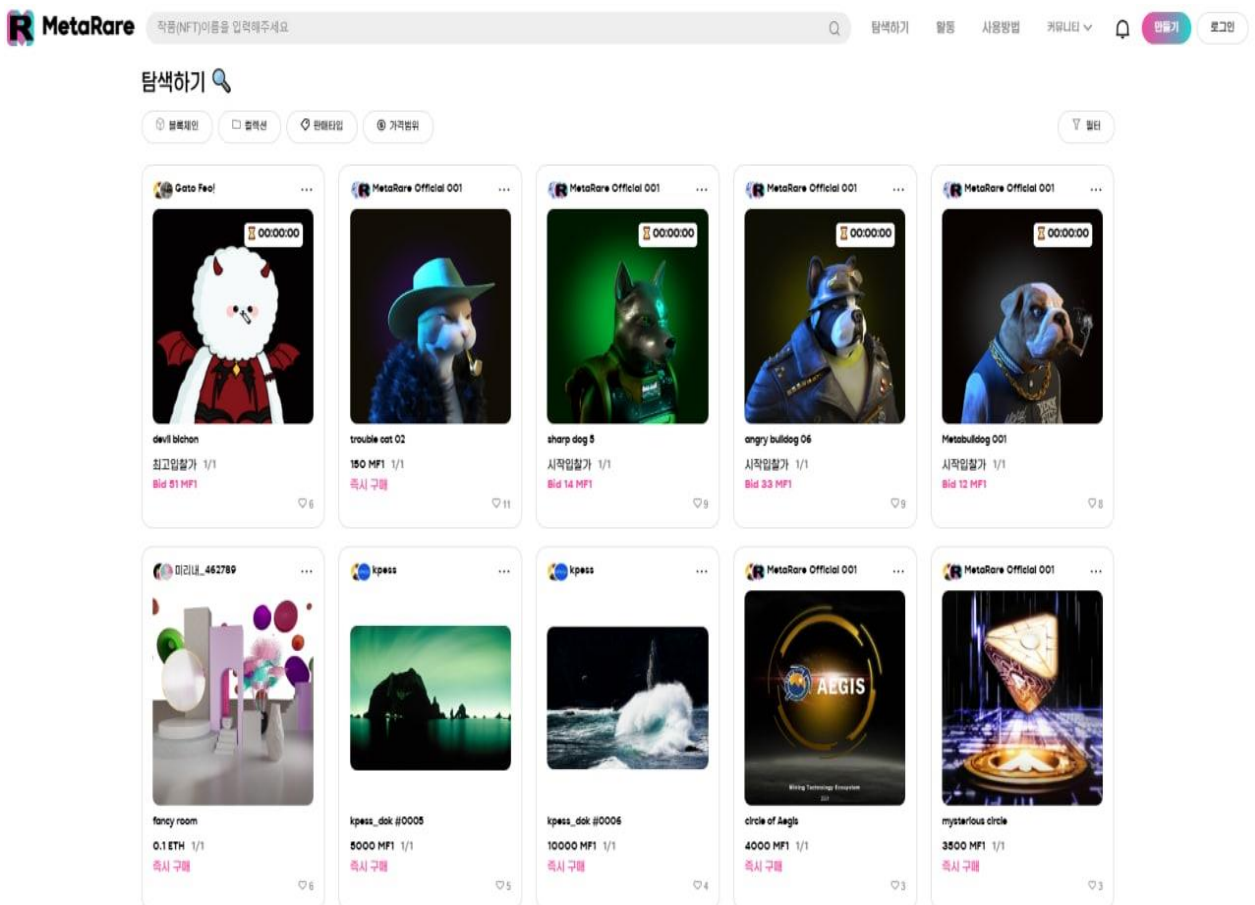 MetaRare 작품(NFT)이름을 입력해주세요 탐색하기 활동 사용방법 커뮤니티 만들기 로그인
탐색하기
블록체인 컬렉션 판매타입 가격범위 필터
Gato Feo! ...
00:00:00
devil bichon
최고입찰가 1/1
Bid 51 MF1
6
MetaRare Official 001 ...
trouble cat 02
150 MF1 1/1
즉시 구매
11
MetaRare Official 001 ...
00:00:00
sharp dog 5
시작입찰가 1/1
Bid 14 MF1
9
MetaRare Official 001 ...
00:00:00
angry bulldog 06
시작입찰가 1/1
Bid 33 MF1
9
MetaRare Official 001 ...
00:00:00
Metabulldog 001
시작입찰가 1/1
Bid 12 MF1
8
미리내_462789 ...
fancy room
0.1 ETH 1/1
즉시 구매
6
kpess ...
kpess_dok #0005
5000 MF1 1/1
즉시 구매
5
kpess ...
kpess_dok #0006
10000 MF1 1/1
즉시 구매
4
MetaRare Official 001 ...
AEGIS
Mining Technology Ecosystem
circle of Aegis
4000 MF1 1/1
즉시 구매
3
MetaRare Official 001 ...
mysterious circle
3500 MF1 1/1
즉시 구매
3